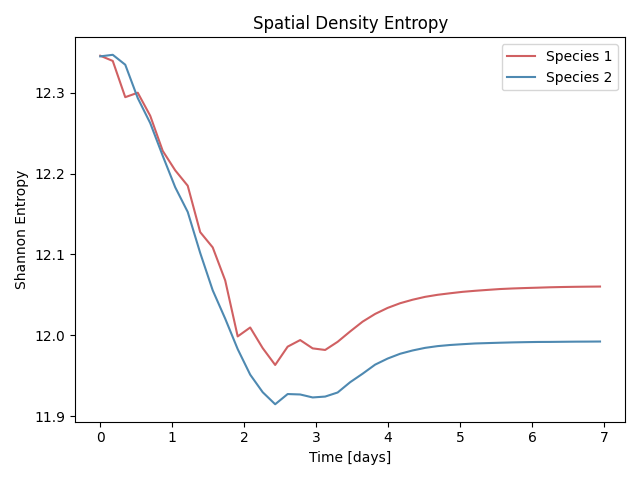 Spatial Density Entropy
Species 1
Species 2
Shannon Entropy
12.3
12.2
12.1
12.0
11.9
0 1 2 3 4 5 6 7
Time [days]